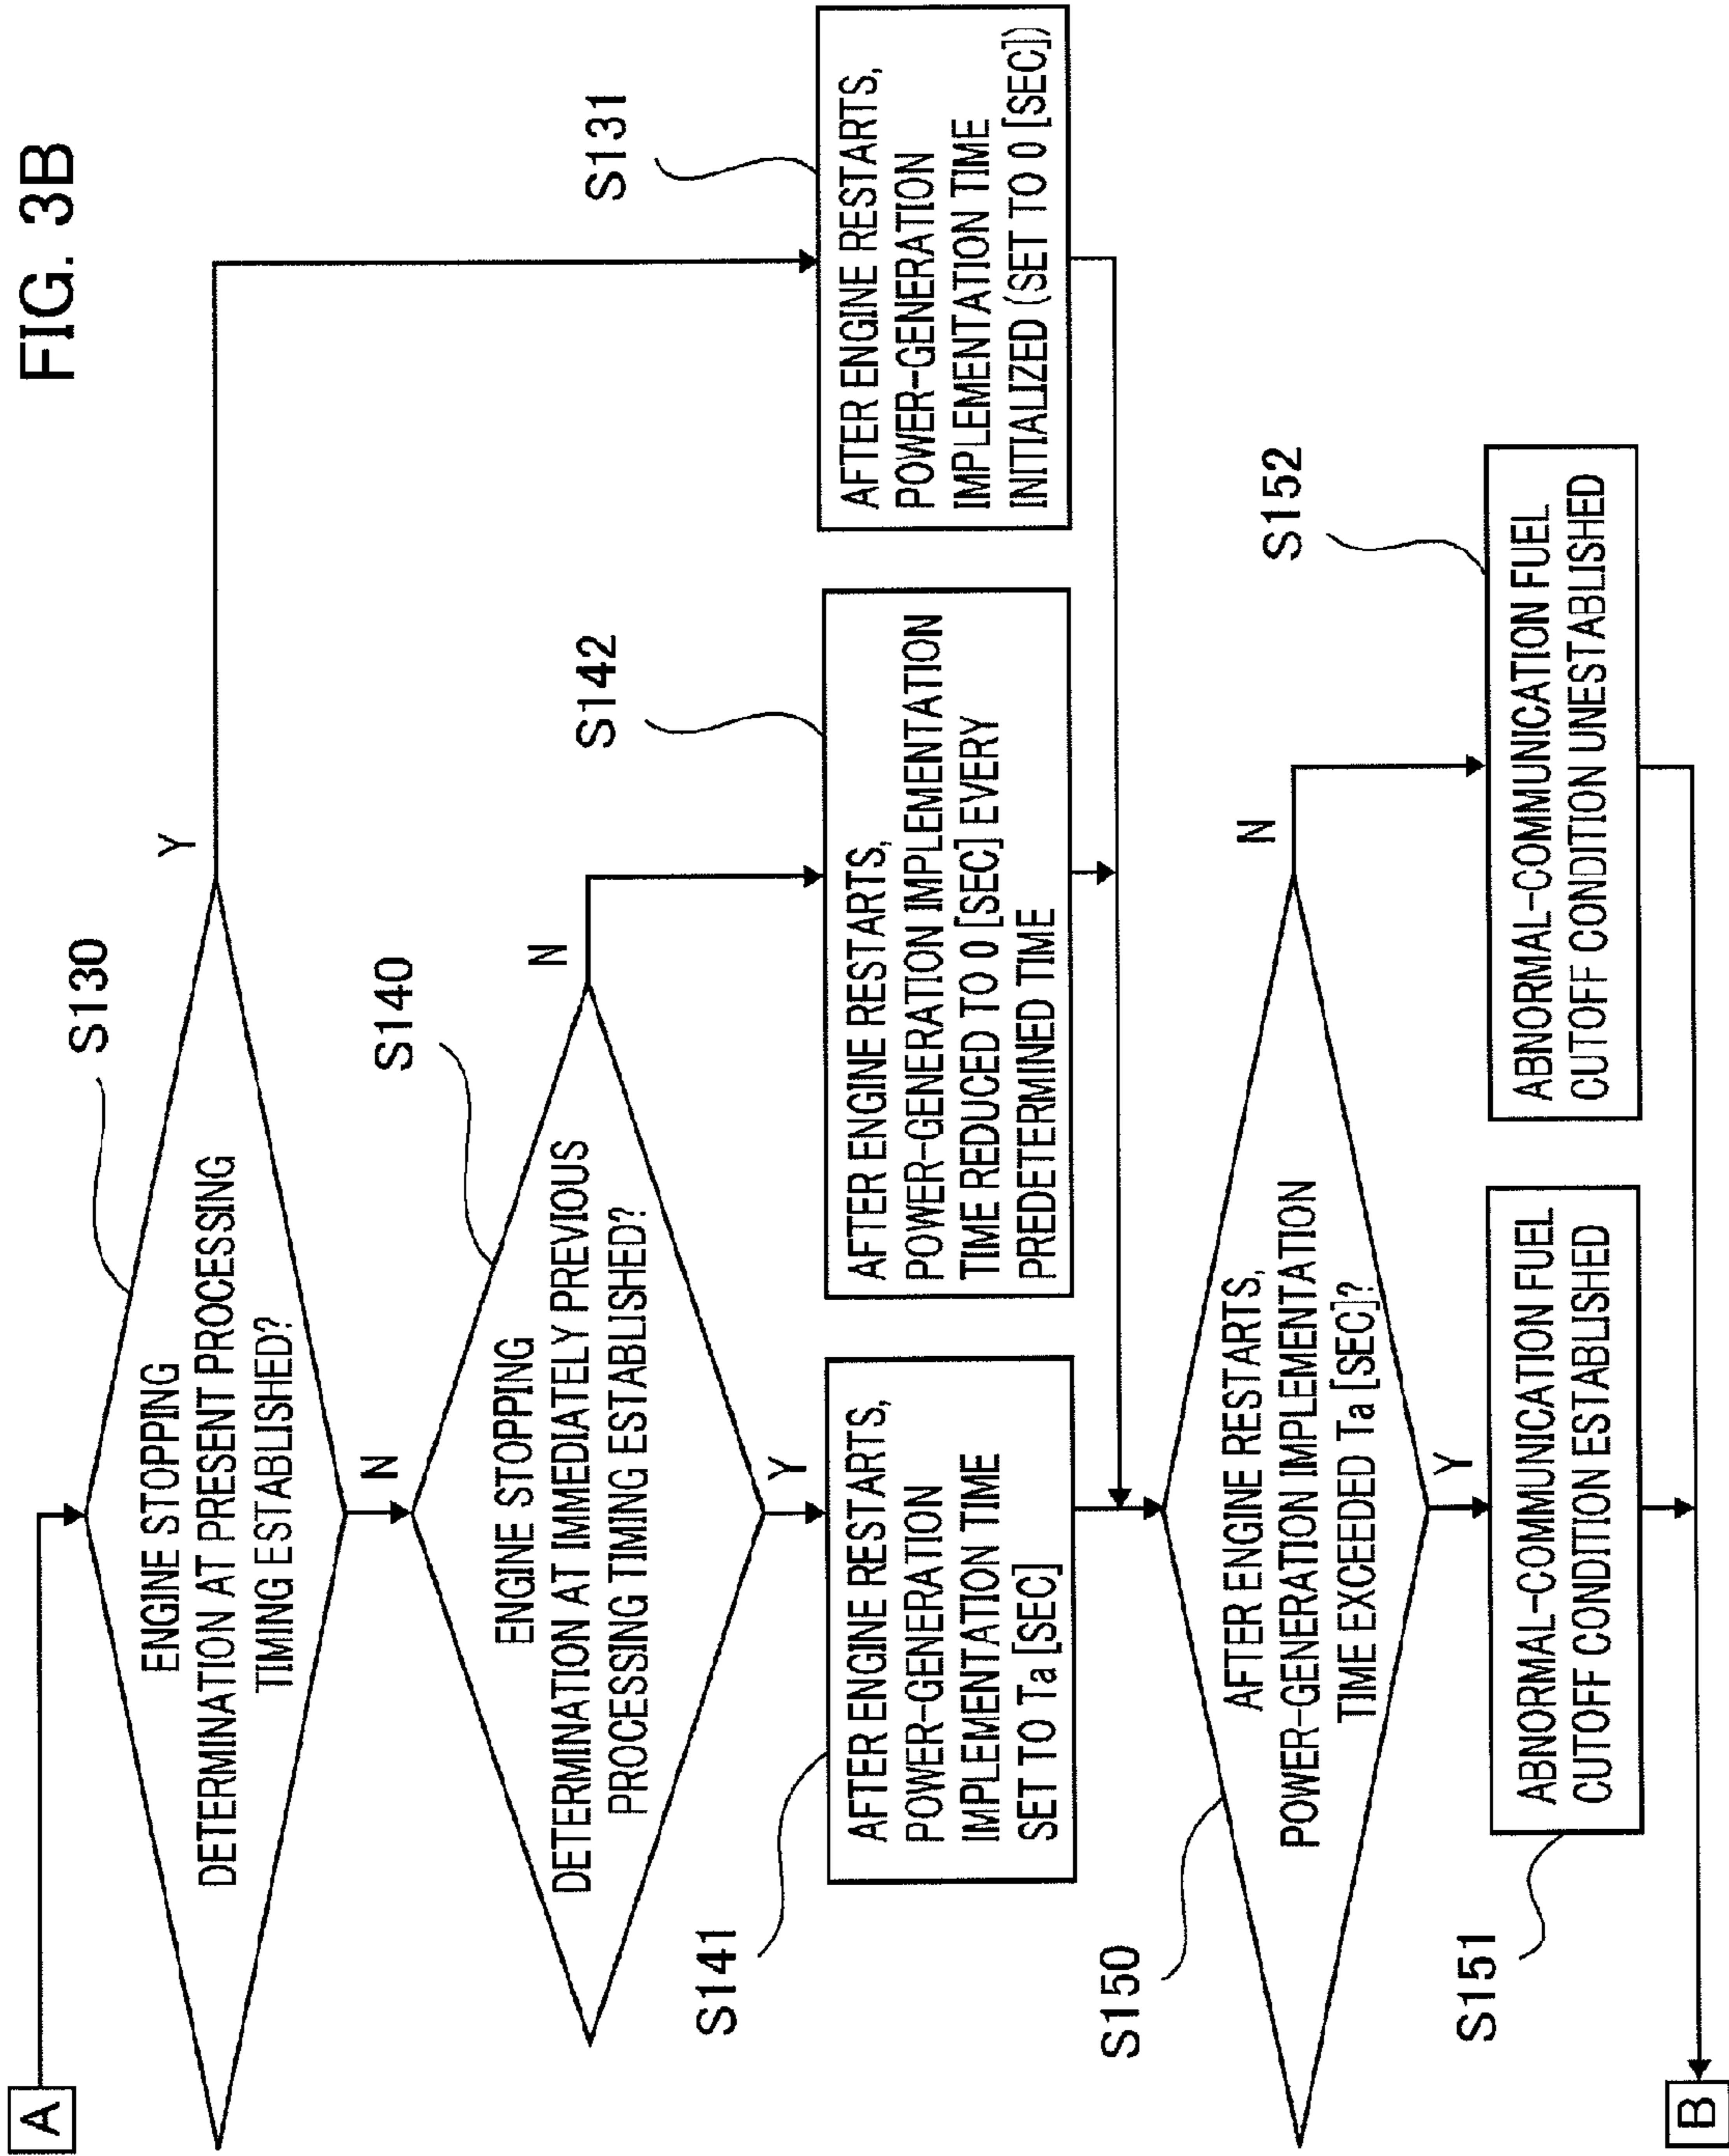 FIG. 3B
A
S130
ENGINE STOPPING
DETERMINATION AT PRESENT PROCESSING
TIMING ESTABLISHED?
Y
N
S140
ENGINE STOPPING
DETERMINATION AT IMMEDIATELY PREVIOUS
PROCESSING TIMING ESTABLISHED?
N
Y
S141
AFTER ENGINE RESTARTS,
POWER-GENERATION
IMPLEMENTATION TIME
SET TO Ta [SEC]
S142
AFTER ENGINE RESTARTS,
POWER-GENERATION IMPLEMENTATION
TIME REDUCED TO 0 [SEC] EVERY
PREDETERMINED TIME
S131
AFTER ENGINE RESTARTS,
POWER-GENERATION
IMPLEMENTATION TIME
INITIALIZED (SET TO 0 [SEC])
S150
AFTER ENGINE RESTARTS,
POWER-GENERATION IMPLEMENTATION
TIME EXCEEDED Ta [SEC]?
N
Y
S151
ABNORMAL-COMMUNICATION FUEL
CUTOFF CONDITION ESTABLISHED
S152
ABNORMAL-COMMUNICATION FUEL
CUTOFF CONDITION UNESTABLISHED
B